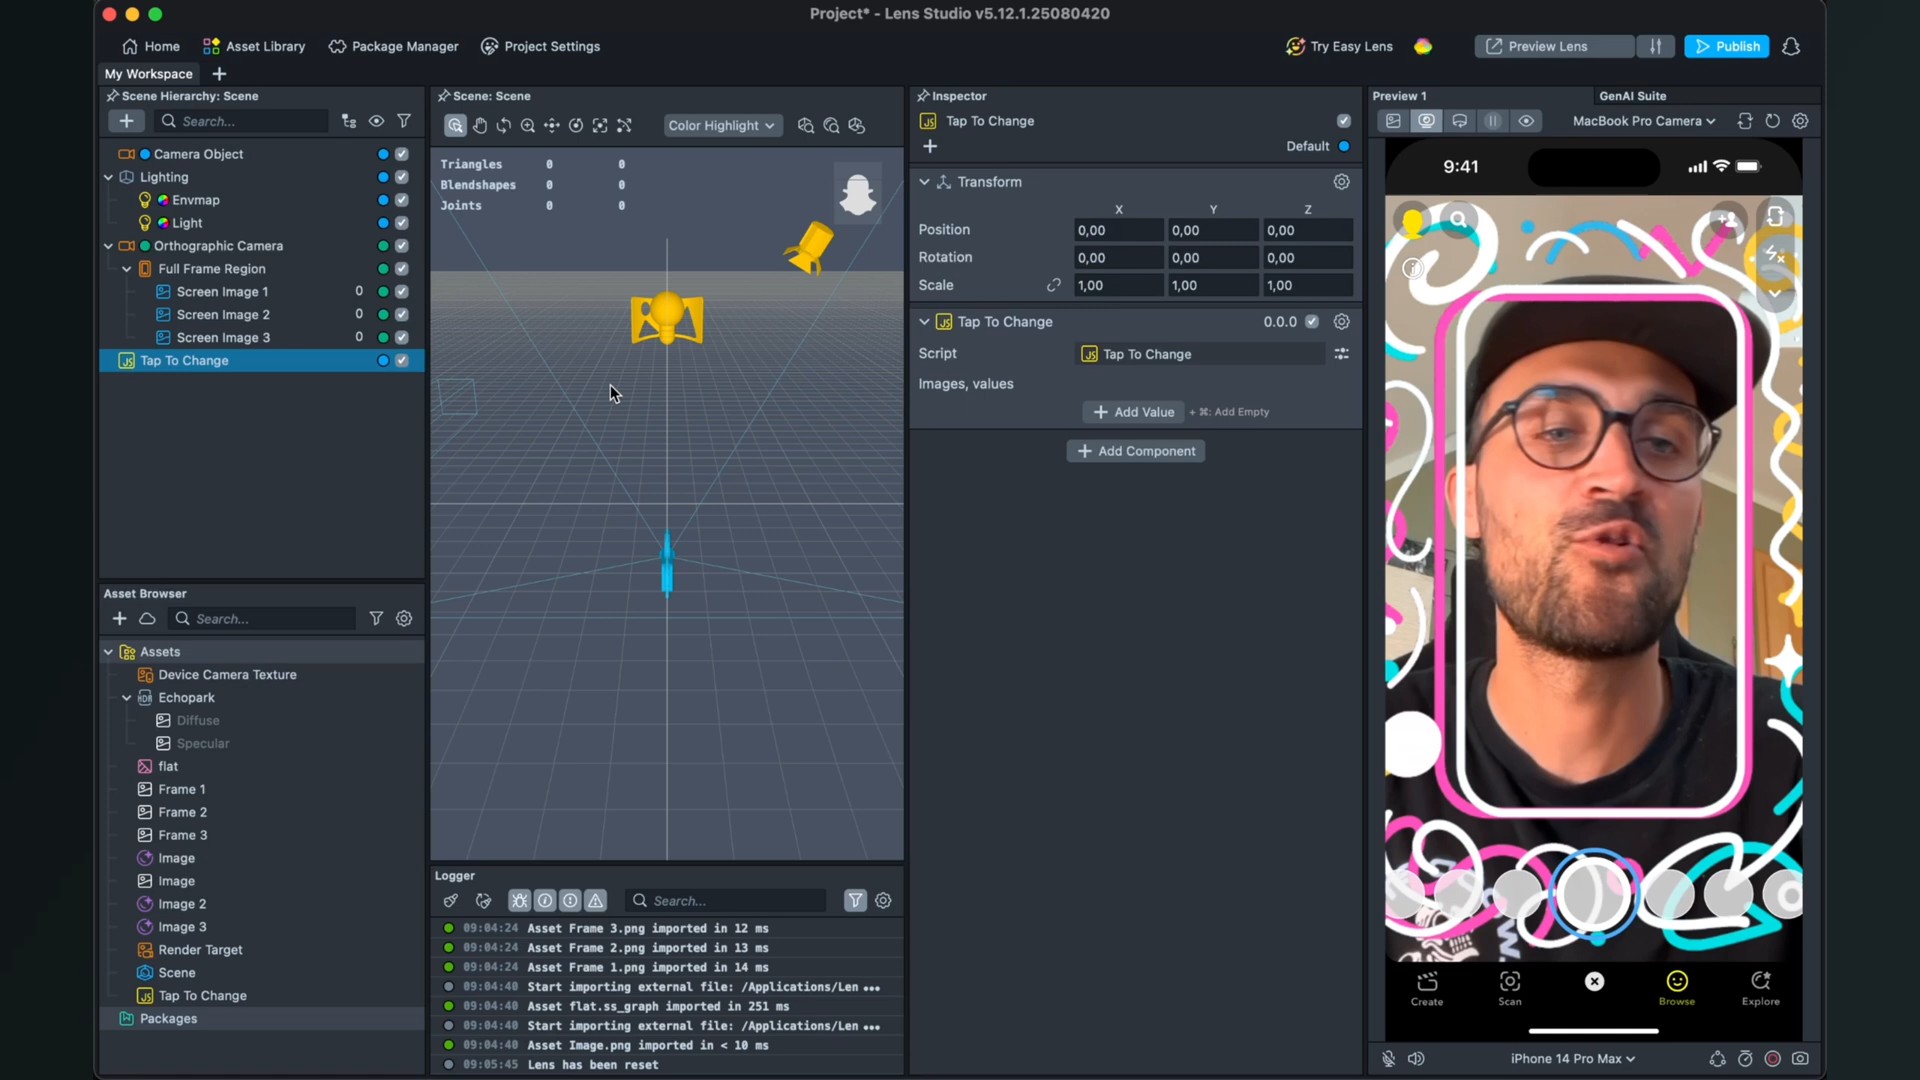 Project* - Lens Studio v5.12.1.25080420
Home
Asset Library
Package Manager
Project Settings
Try Easy Lens
Preview Lens
Publish
My Workspace
Scene Hierarchy: Scene
Search...
Camera Object
Lighting
Envmap
Light
Orthographic Camera
Full Frame Region
Screen Image 1 0
Screen Image 2 0
Screen Image 3 0
JS Tap To Change
Asset Browser
Search...
Assets
Device Camera Texture
HDR Echopark
Diffuse
Specular
flat
Frame 1
Frame 2
Frame 3
Image
Image
Image 2
Image 3
Render Target
Scene
JS Tap To Change
Packages
Scene: Scene
Color Highlight
Triangles 0 0
Blendshapes 0 0
Joints 0 0
Logger
Search...
09:04:24 Asset Frame 3.png imported in 12 ms
09:04:24 Asset Frame 2.png imported in 13 ms
09:04:24 Asset Frame 1.png imported in 14 ms
09:04:40 Start importing external file: /Applications/Len •••
09:04:40 Asset flat.ss_graph imported in 251 ms
09:04:40 Start importing external file: /Applications/Len •••
09:04:40 Asset Image.png imported in < 10 ms
09:05:45 Lens has been reset
Inspector
JS Tap To Change
Default
Transform
X Y Z
Position 0,00 0,00 0,00
Rotation 0,00 0,00 0,00
Scale 1,00 1,00 1,00
JS Tap To Change 0.0.0
Script JS Tap To Change
Images, values
+ Add Value + ⌘: Add Empty
+ Add Component
Preview 1
GenAI Suite
MacBook Pro Camera
9:41
Create
Scan
Browse
Explore
iPhone 14 Pro Max